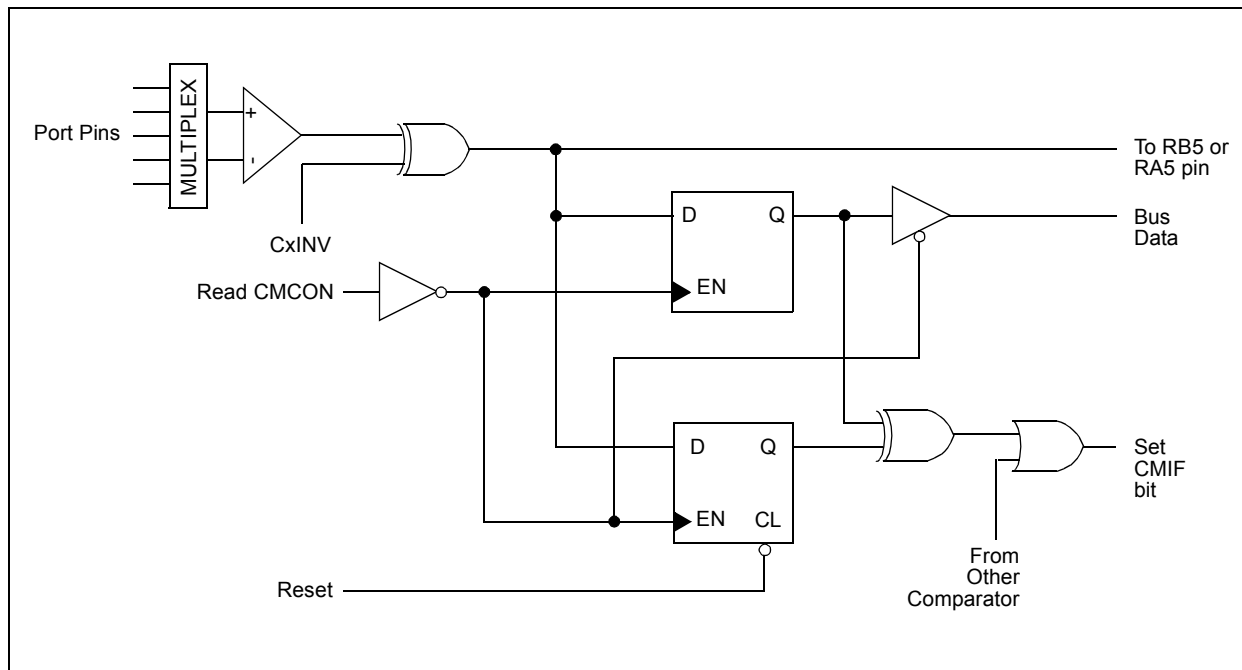 MULTIPLEX
+
-
Port Pins
CxINV
To RB5 or
RA5 pin
D
Q
EN
Bus
Data
Read CMCON
D
Q
EN
CL
Set
CMIF
bit
From
Other
Comparator
Reset